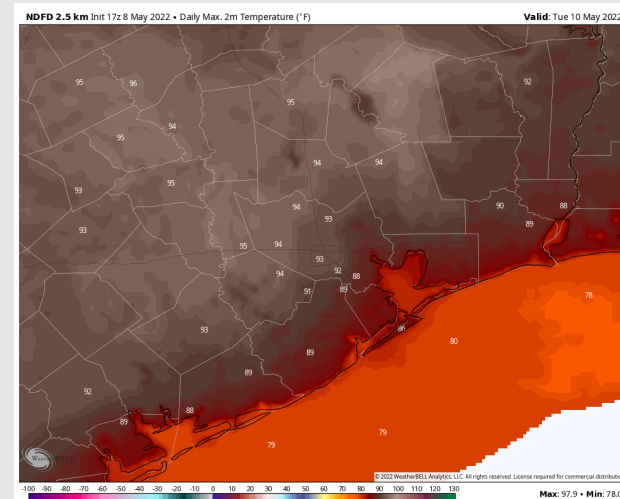 NDFD 2.5 km Init 17z 8 May 2022 • Daily Max. 2m Temperature (°F) Valid: Tue 10 May 2022
95 96 95 92
95 94
94 94
93 95
94 93 90 89 88
93
95 94 93
94 92 88
91 89
78
93 86
80
89
89
92
89 88
79 79
WeatherBELL
© 2022 WeatherBELL Analytics, LLC. All rights reserved. License required for commercial distributio
-100 -90 -80 -70 -60 -50 -40 -30 -20 -10 0 10 20 30 40 50 60 70 80 90 100 110 120 130
Max: 97.9 • Min: 78.0